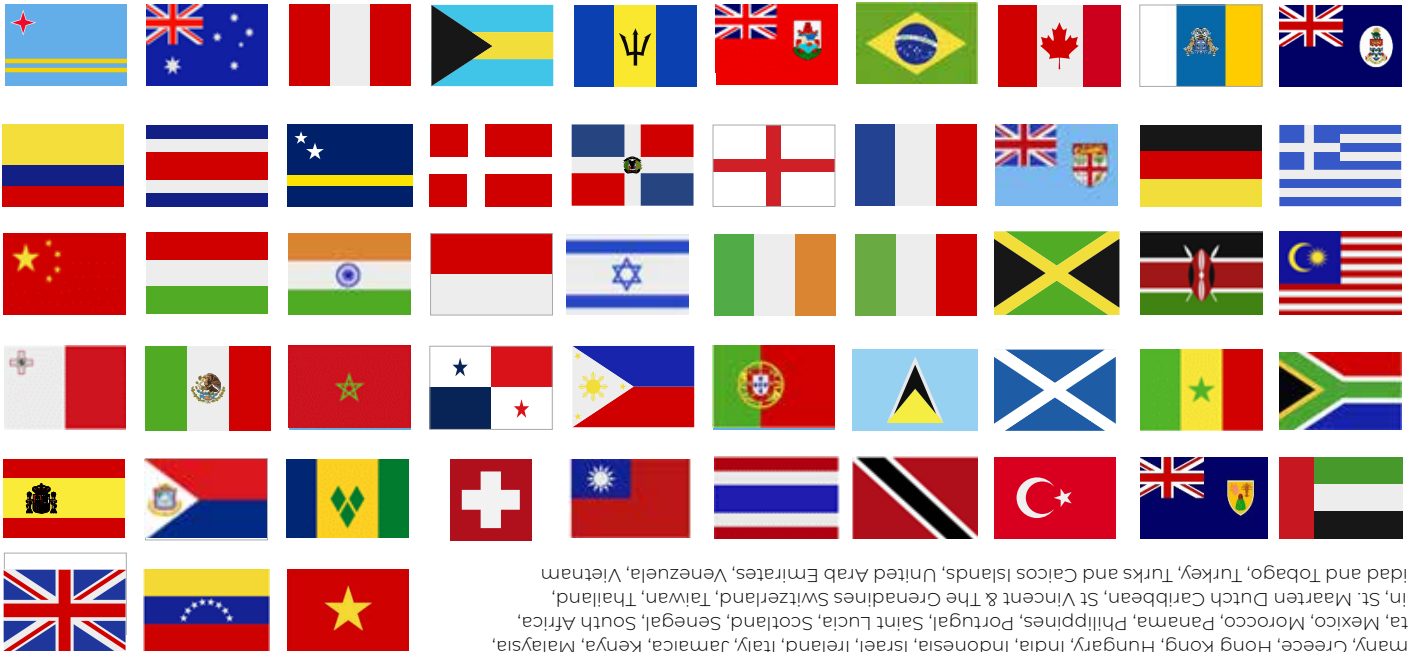 many, Greece, Hong Kong, Hungary, India, Indonesia, Israel, Ireland, Italy, Jamaica, Kenya, Malaysia,
ta, Mexico, Morocco, Panama, Philippines, Portugal, Saint Lucia, Scotland, Senegal, South Africa,
in, St. Maarten Dutch Caribbean, St Vincent & The Grenadines Switzerland, Taiwan, Thailand,
idad and Tobago, Turkey, Turks and Caicos Islands, United Arab Emirates, Venezuela, Vietnam